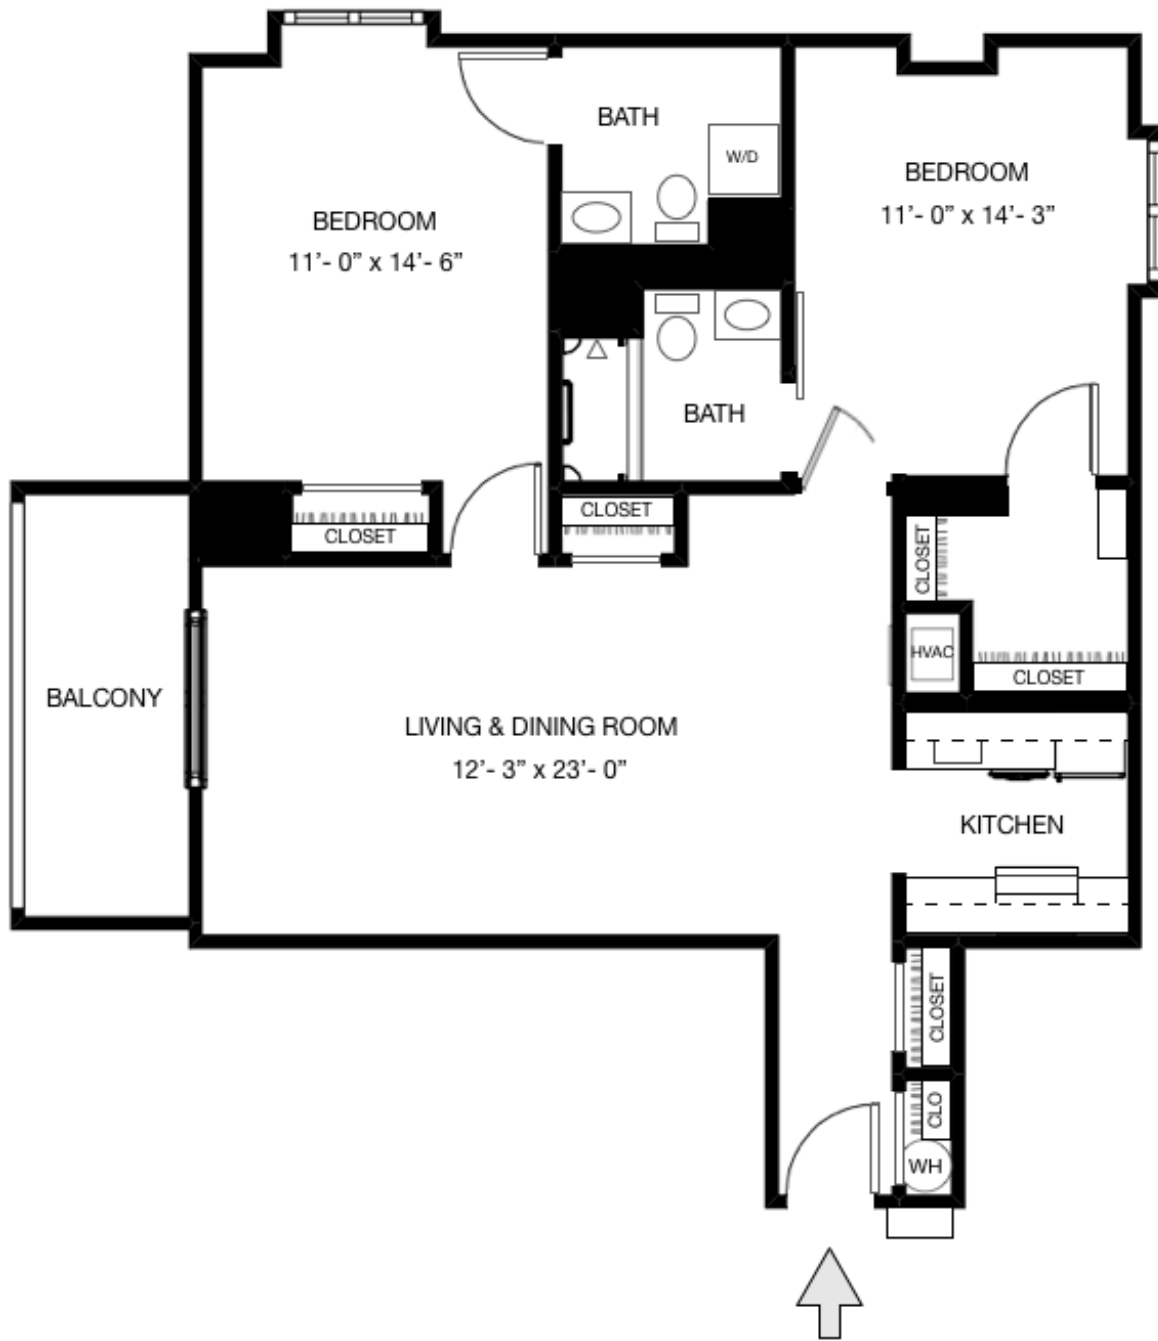 BATH
W/D
BEDROOM
11’- 0” x 14’- 3”
BEDROOM
11’- 0” x 14’- 6”
BATH
CLOSET
CLOSET
CLOSET
HVAC
CLOSET
BALCONY
LIVING & DINING ROOM
12’- 3” x 23’- 0”
KITCHEN
CLOSET
CLO
WH